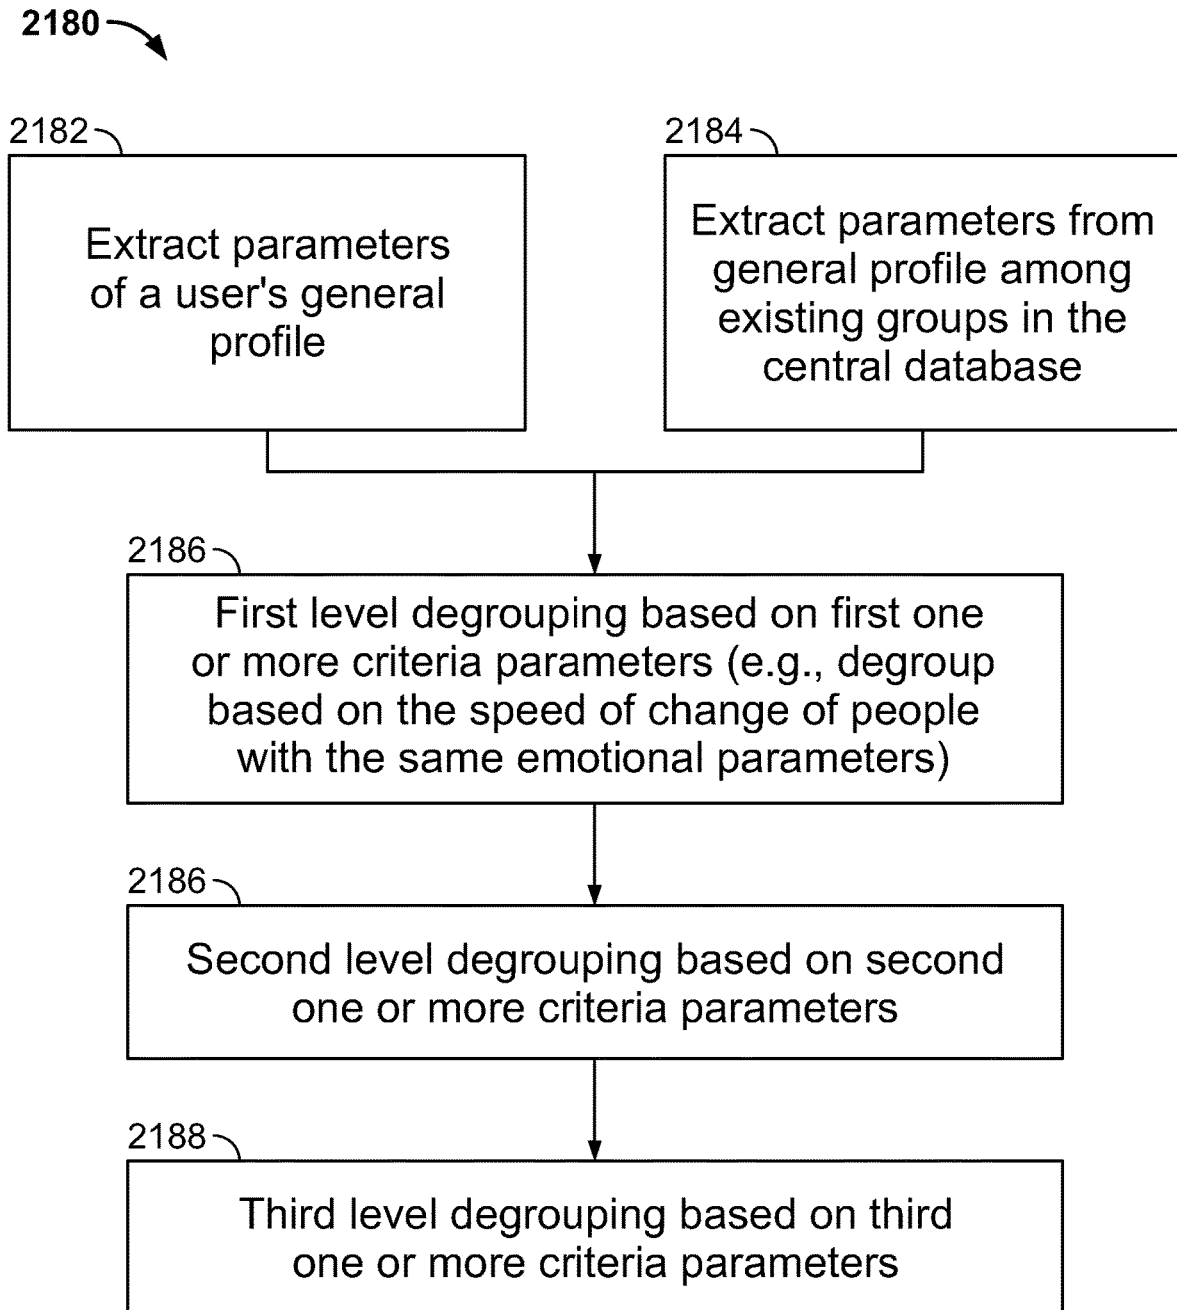 2180
2182
Extract parameters
of a user's general
profile
2184
Extract parameters from
general profile among
existing groups in the
central database
2186
First level degrouping based on first one
or more criteria parameters (e.g., degroup
based on the speed of change of people
with the same emotional parameters)
2186
Second level degrouping based on second
one or more criteria parameters
2188
Third level degrouping based on third
one or more criteria parameters